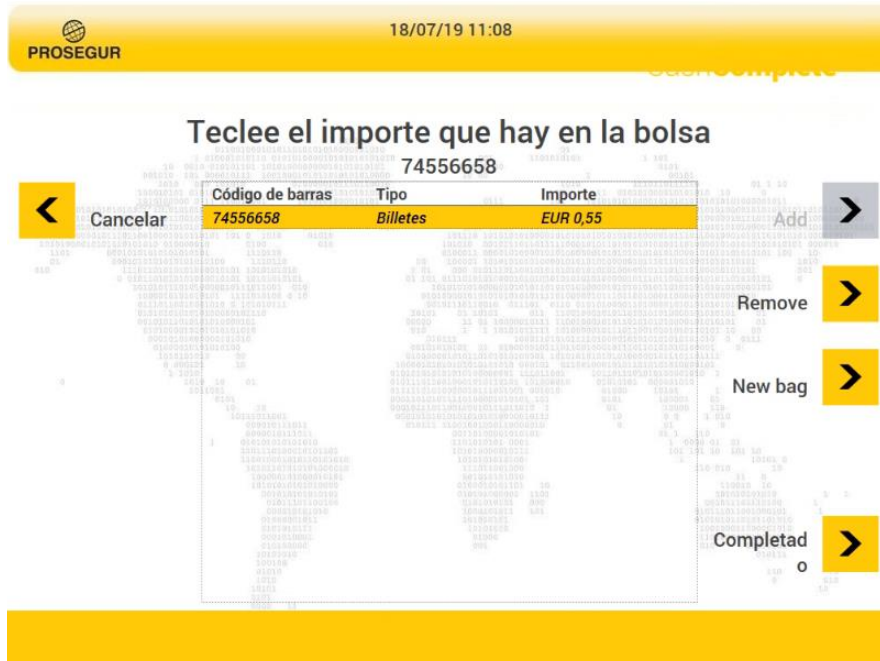 PROSEGUR
18/07/19 11:08
Teclee el importe que hay en la bolsa
74556658
Código de barras Tipo Importe
74556658 Billetes EUR 0,55
Cancelar
Add
Remove
New bag
Completad
o